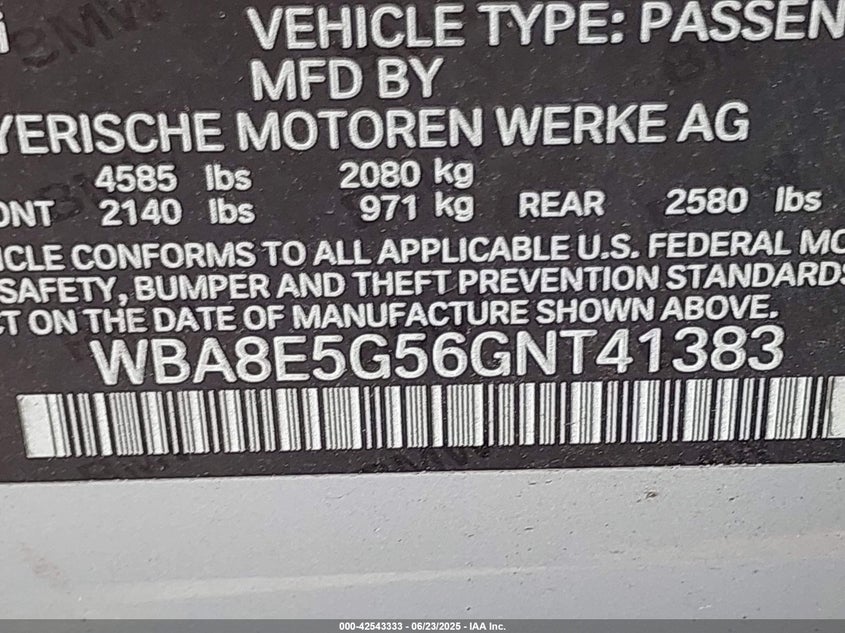 i VEHICLE TYPE: PASSEN
MFD BY
YERISCHE MOTOREN WERKE AG
4585 lbs 2080 kg
ONT 2140 lbs 971 kg REAR 2580 lbs
ICLE CONFORMS TO ALL APPLICABLE U.S. FEDERAL MO
SAFETY, BUMPER AND THEFT PREVENTION STANDARDS
CT ON THE DATE OF MANUFACTURE SHOWN ABOVE.
WBA8E5G56GNT41383
000-42543333 - 06/23/2025 - IAA Inc.